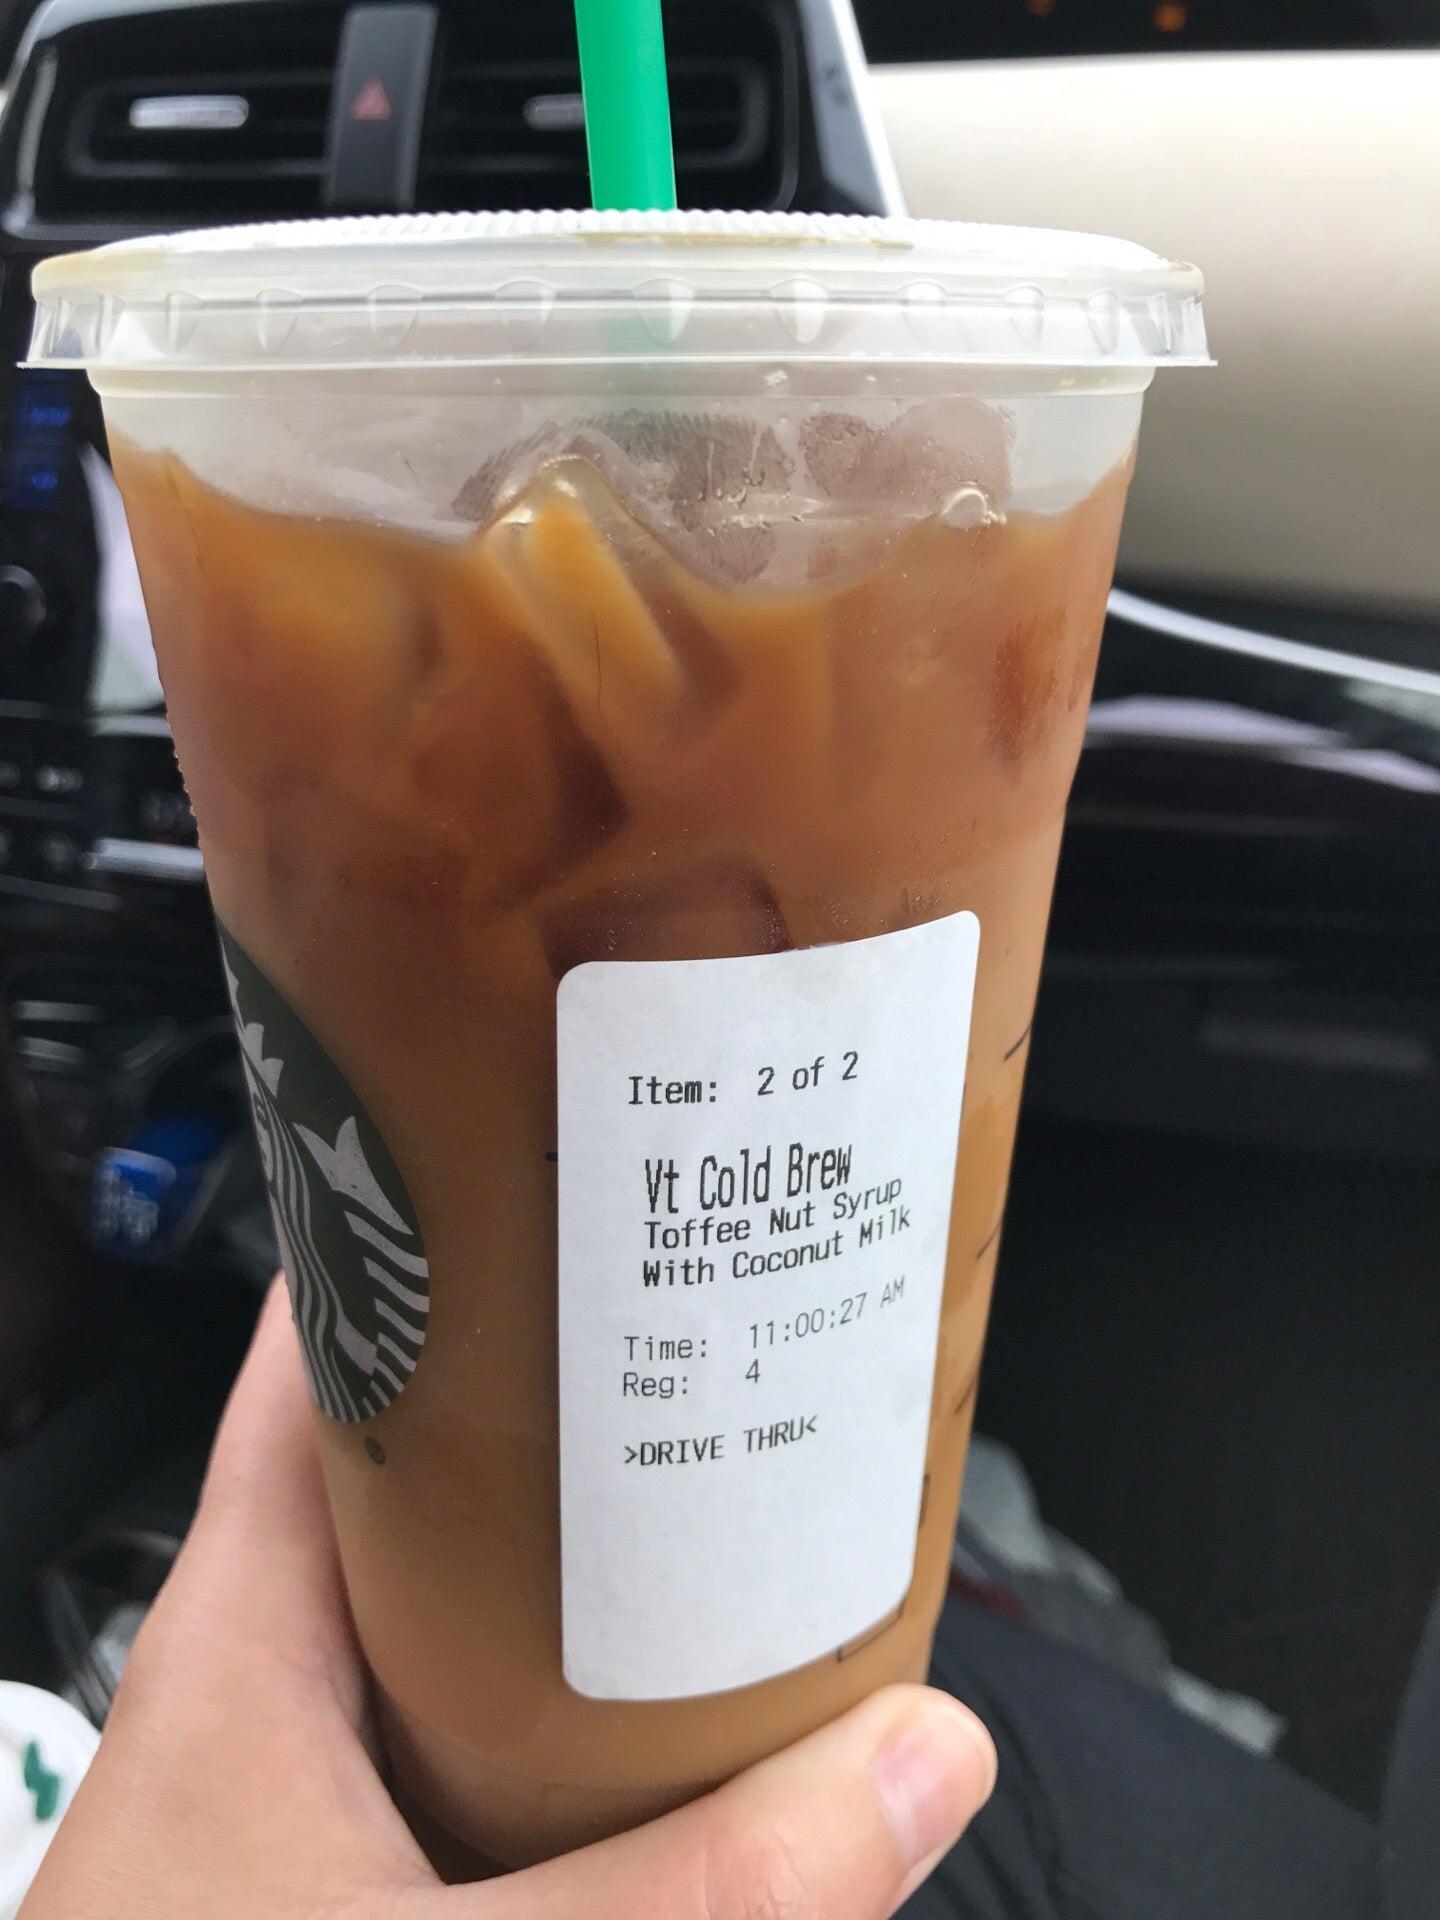 Item: 2 of 2
Vt Cold Brew
Toffee Nut Syrup
With Coconut Milk
Time: 11:00:27 AM
Reg: 4
>DRIVE THRU<
®